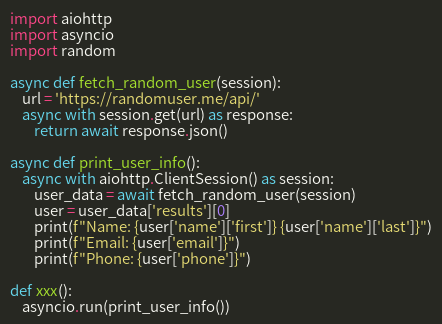 import aiohttp
import asyncio
import random

async def fetch_random_user(session):
    url = 'https://randomuser.me/api/'
    async with session.get(url) as response:
        return await response.json()

async def print_user_info():
    async with aiohttp.ClientSession() as session:
        user_data = await fetch_random_user(session)
        user = user_data['results'][0]
        print(f"Name: {user['name']['first']} {user['name']['last']}")
        print(f"Email: {user['email']}")
        print(f"Phone: {user['phone']}")

def xxx():
    asyncio.run(print_user_info())